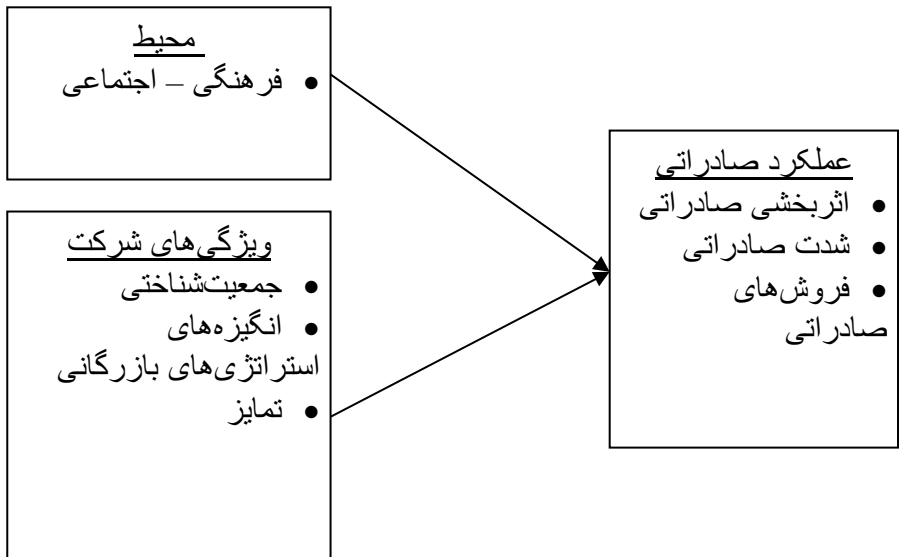 محیط
• فرهنگی – اجتماعی
ویژگی‌های شرکت
• جمعیت‌شناختی
• انگیزه‌های
استراتژی‌های بازرگانی
• تمایز
عملکرد صادراتی
• اثربخشی صادراتی
• شدت صادراتی
• فروش‌های
صادراتی